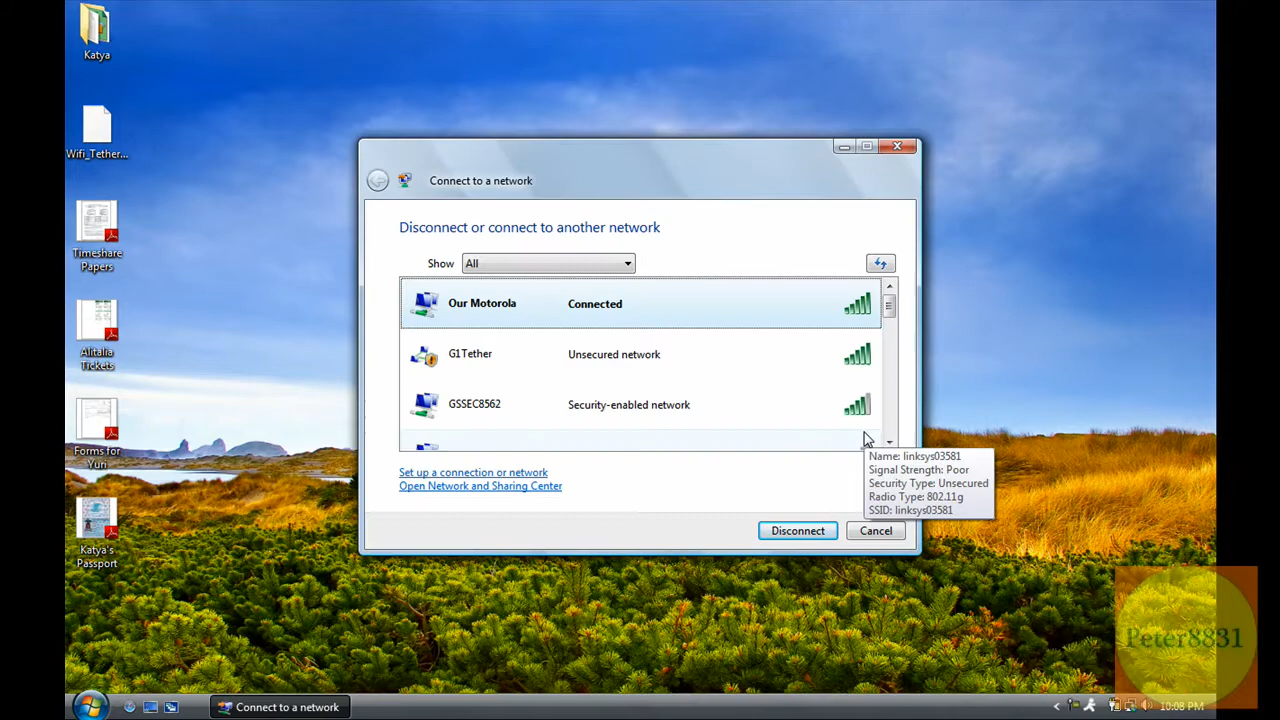 Katya
Wifi_Tether...
Timeshare
Papers
Alitalia
Tickets
Forms for
Yuri
Katya's
Passport
Connect to a network
Disconnect or connect to another network
Show
All
Our Motorola
Connected
G1Tether
Unsecured network
GSSEC8562
Security-enabled network
Name: linksys03581
Signal Strength: Poor
Security Type: Unsecured
Radio Type: 802.11g
SSID: linksys03581
Set up a connection or network
Open Network and Sharing Center
Disconnect
Cancel
Peter8831
Connect to a network
10:08 PM